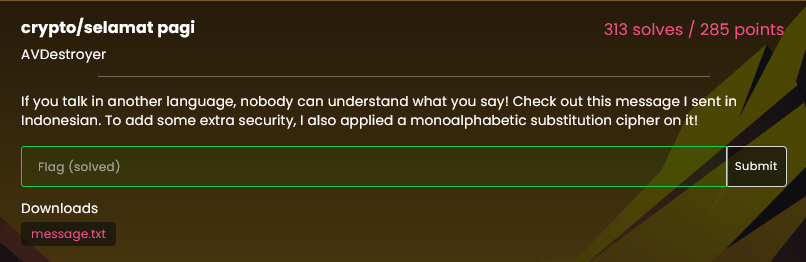 crypto/selamat pagi
313 solves / 285 points
AVDestroyer
If you talk in another language, nobody can understand what you say! Check out this message I sent in
Indonesian. To add some extra security, I also applied a monoalphabetic substitution cipher on it!
Flag (solved)
Submit
Downloads
message.txt